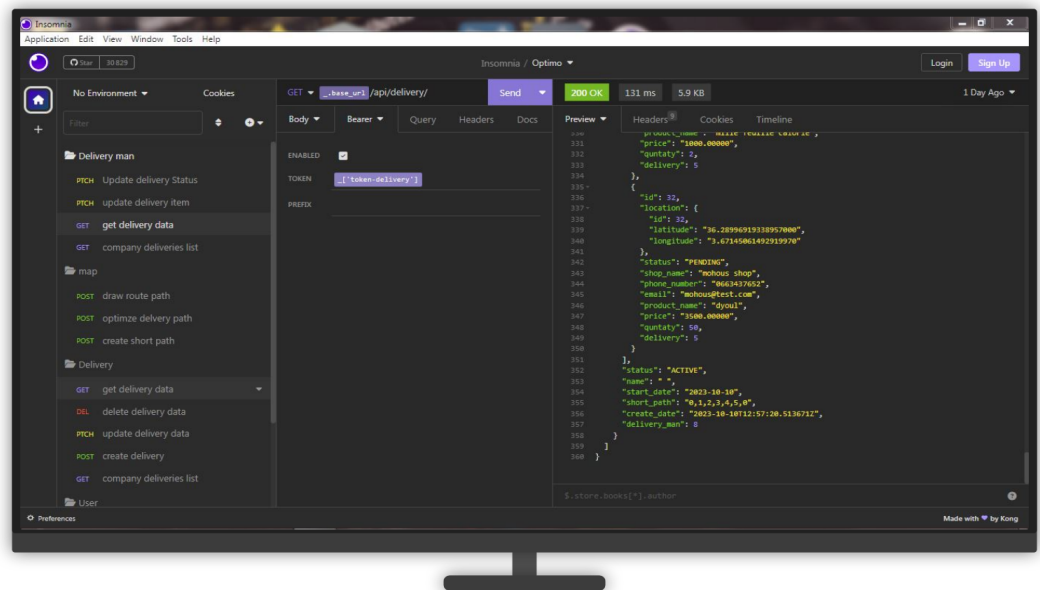 Insomnia
Application Edit View Window Tools Help
Star 30 829
Insomnia / Optimo
Login Sign Up
No Environment Cookies
Filter
Delivery man
PTCH Update delivery Status
PTCH update delivery item
GET get delivery data
GET company deliveries list
map
POST draw route path
POST optimze delvery path
POST create short path
Delivery
GET get delivery data
DEL delete delivery data
PTCH update delivery data
POST create delivery
GET company deliveries list
User
Preferences
GET _.base_url /api/delivery/ Send
Body Bearer Query Headers Docs
ENABLED
TOKEN _['token-delivery']
PREFIX
200 OK 131 ms 5.9 KB 1 Day Ago
Preview Headers 9 Cookies Timeline
331 "price": "1000.00000",
332 "quntaty": 2,
333 "delivery": 5
334 },
335 {
336 "id": 32,
337 "location": {
338 "id": 32,
339 "latitude": "36.28996919338957000",
340 "longitude": "3.67145061492919970"
341 },
342 "status": "PENDING",
343 "shop_name": "mohous shop",
344 "phone_number": "0663437652",
345 "email": "mohous@test.com",
346 "product_name": "dyoul",
347 "price": "3500.00000",
348 "quntaty": 50,
349 "delivery": 5
350 }
351 ],
352 "status": "ACTIVE",
353 "name": " ",
354 "start_date": "2023-10-10",
355 "short_path": "0,1,2,3,4,5,0",
356 "create_date": "2023-10-10T12:57:20.513671Z",
357 "delivery_man": 8
358 }
359 ]
360 }
$.store.books[*].author
Made with ♥ by Kong